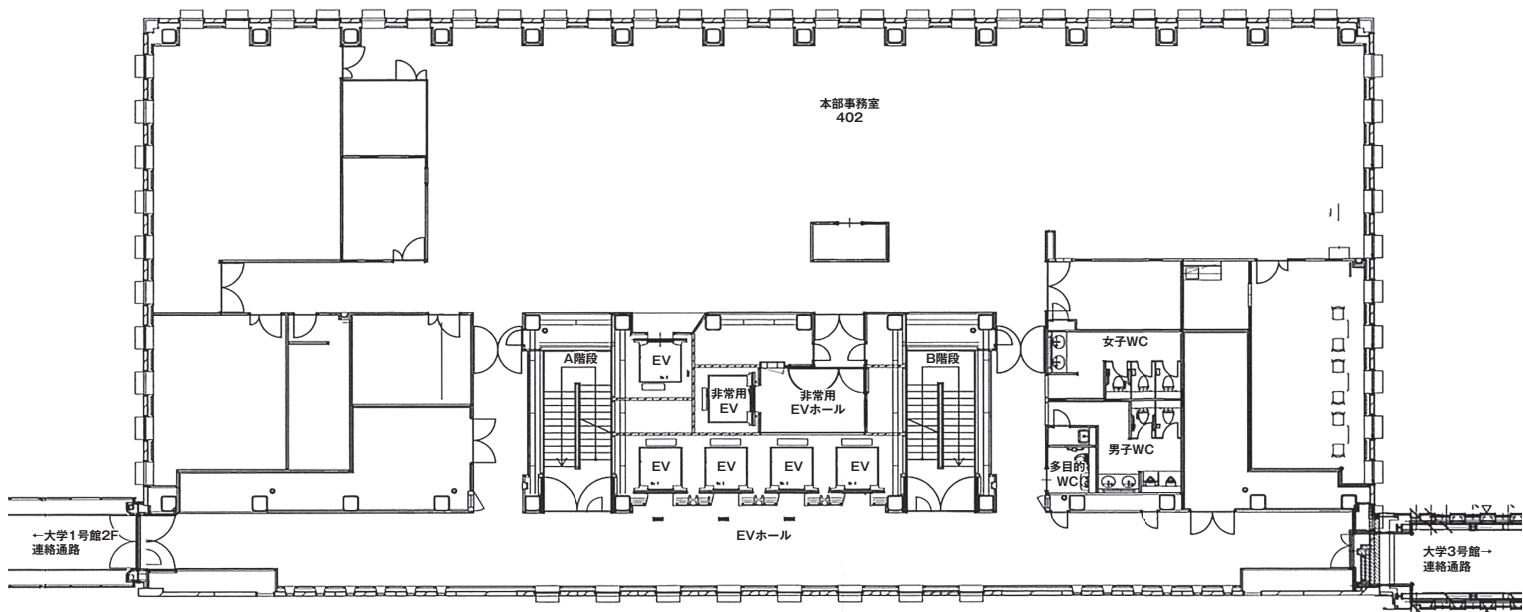 本部事務室
402
A階段
EV
非常用
EV
非常用
EVホール
B階段
女子WC
EV
EV
EV
EV
男子WC
多目的
WC
←大学1号館2F
連絡通路
EVホール
大学3号館→
連絡通路